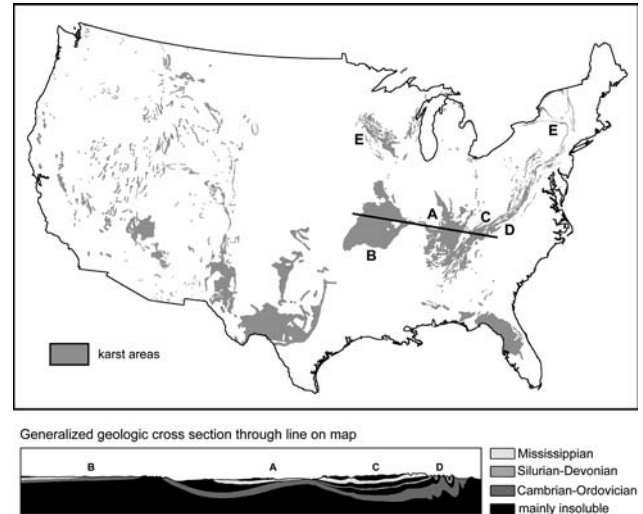 E
E
A
C
D
B
karst areas
Generalized geologic cross section through line on map
B
A
C
D
Mississippian
Silurian-Devonian
Cambrian-Ordovician
mainly insoluble